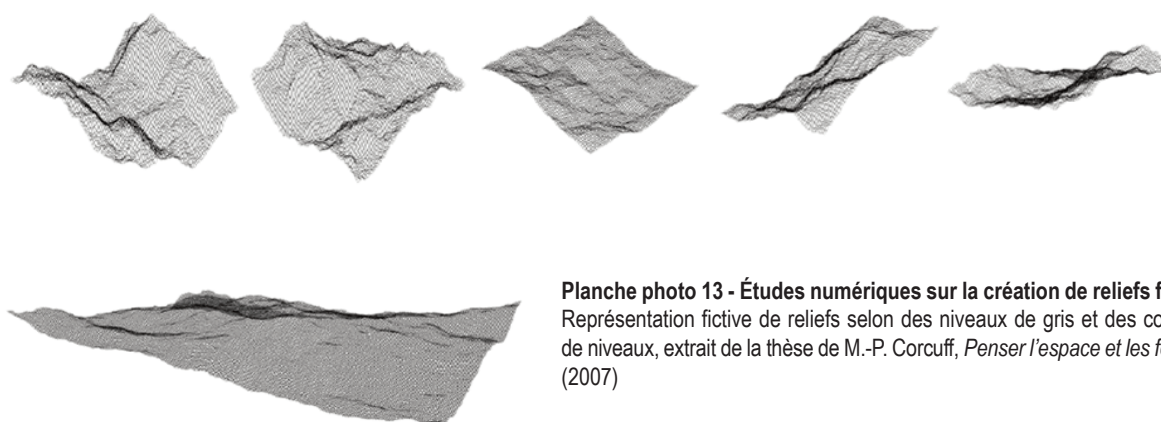 Planche photo 13 - Études numériques sur la création de reliefs f
Représentation fictive de reliefs selon des niveaux de gris et des co
de niveaux, extrait de la thèse de M.-P. Corcuff, Penser l'espace et les f
(2007)